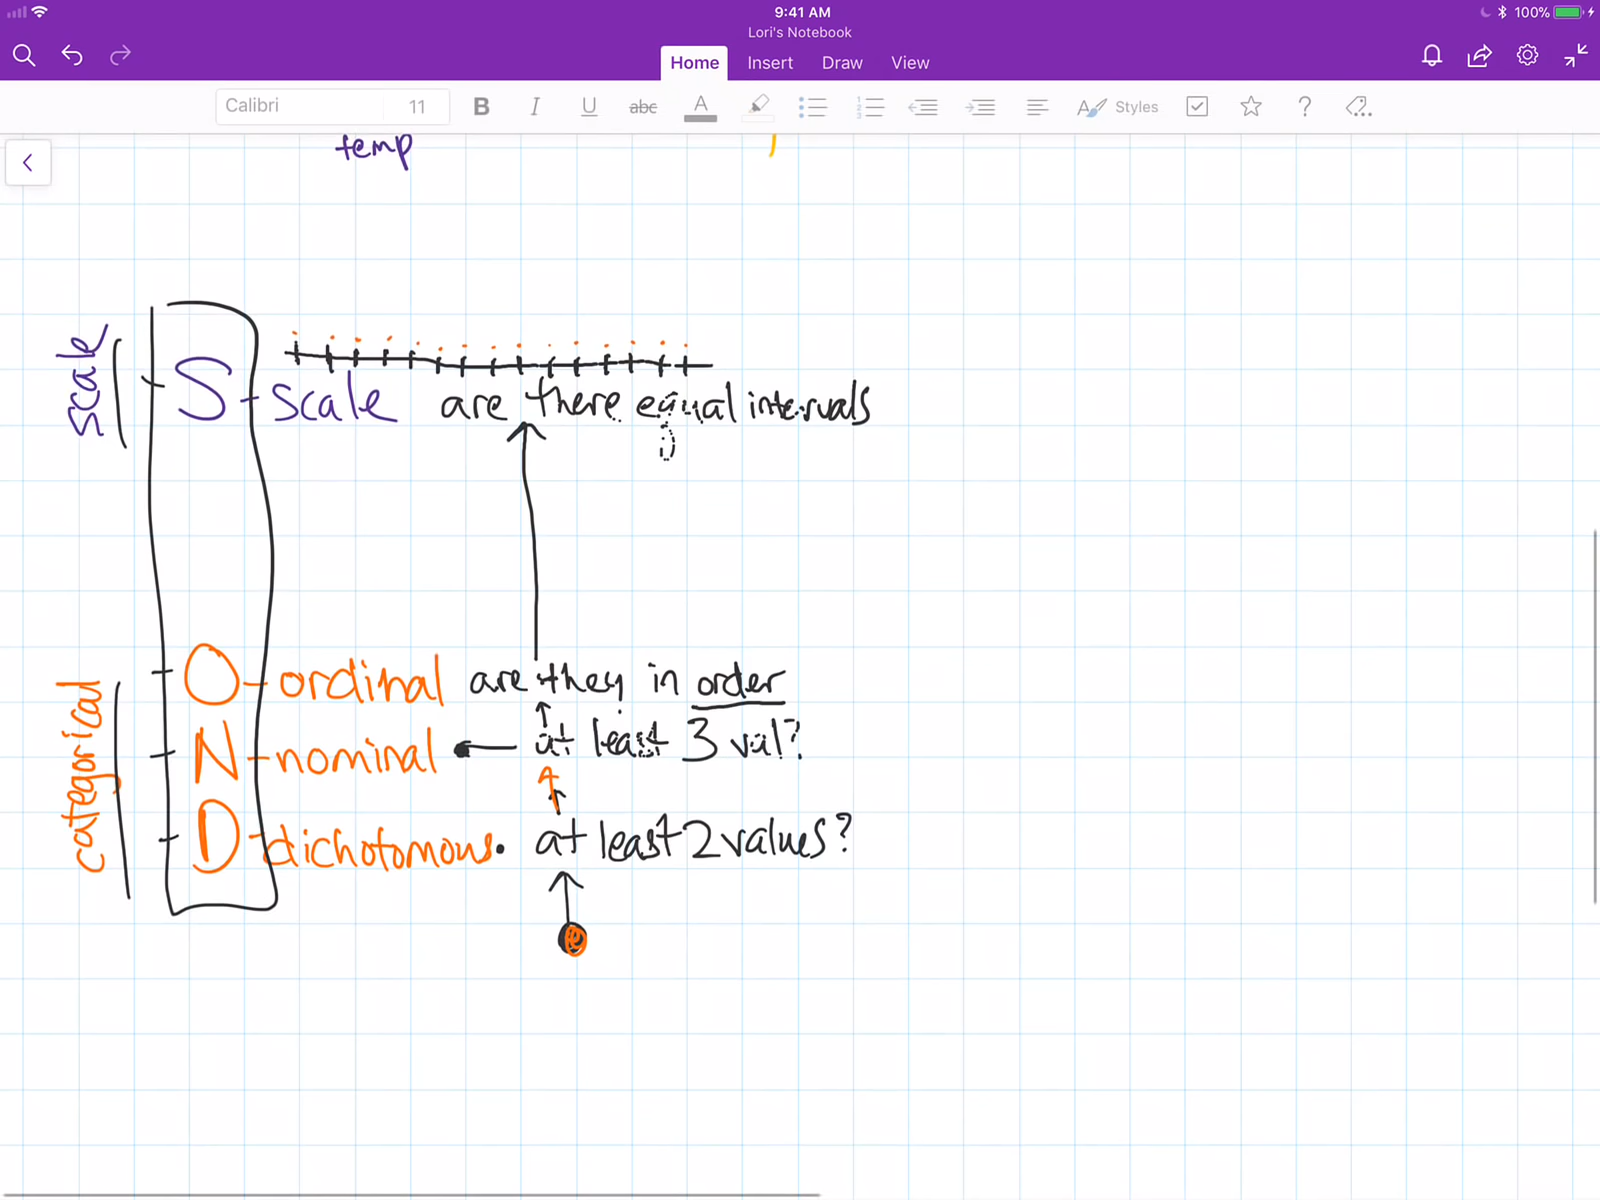 9:41 AM
100%
Lori's Notebook
Home Insert Draw View
Calibri 11 B I U abc A Styles
temp
scale
S - scale are there equal intervals
categorical
O - ordinal are they in order
N - nominal at least 3 val?
D - dichotomous. at least 2 values?